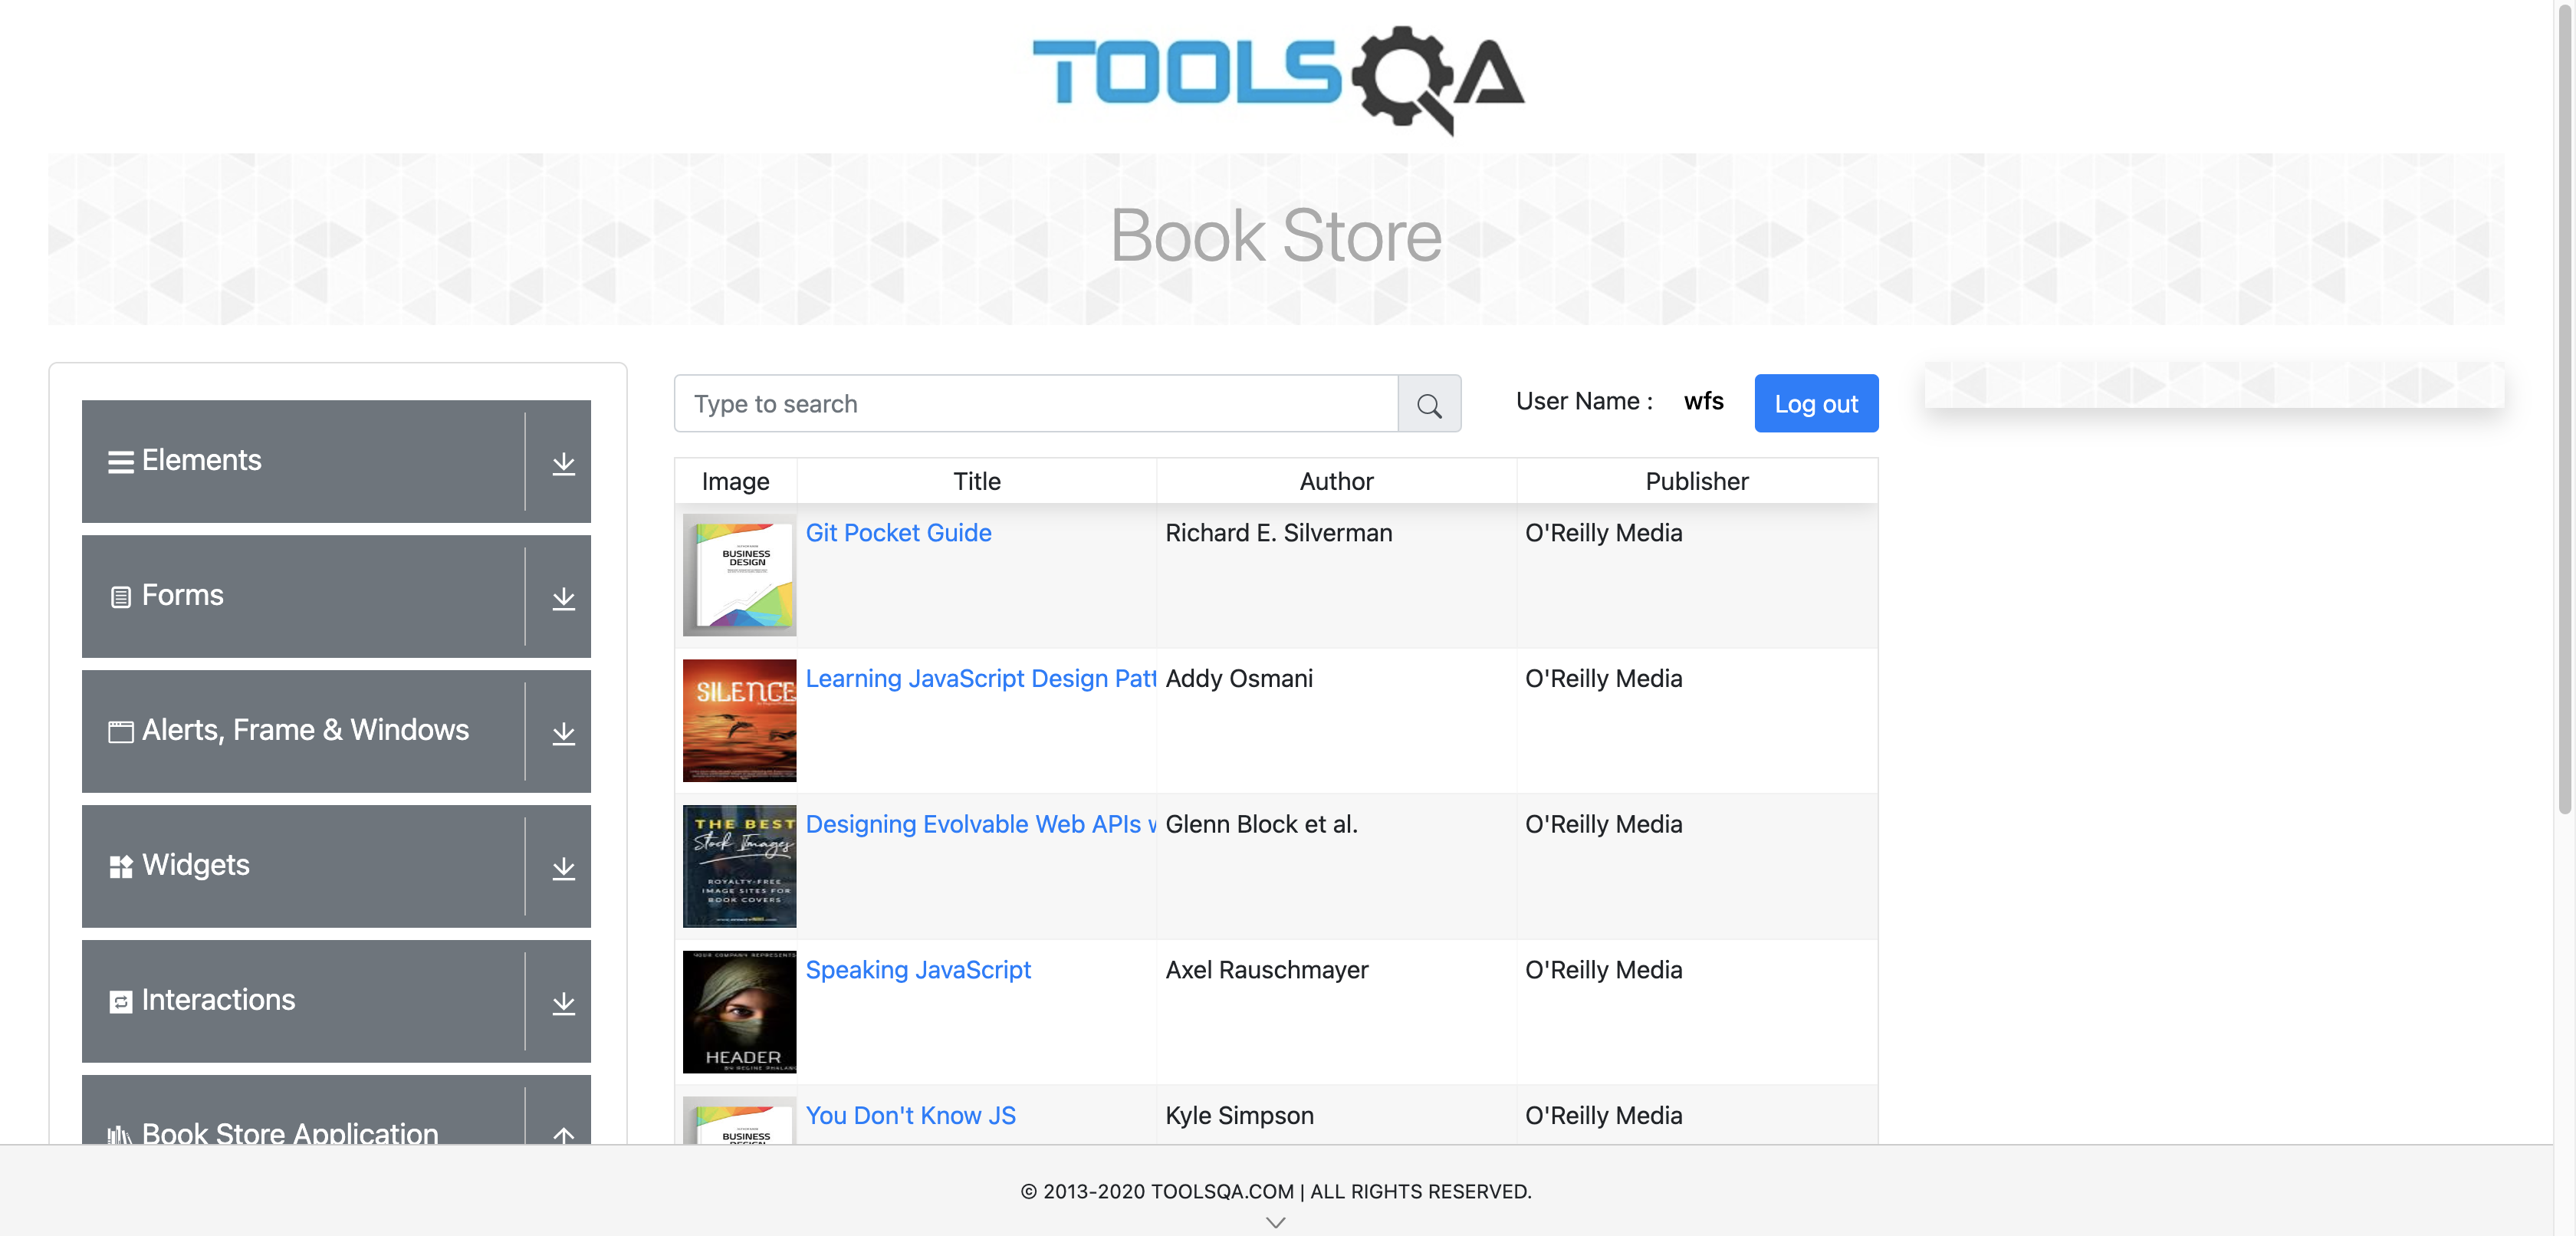 TOOLSQA
Book Store
Elements
Forms
Alerts, Frame & Windows
Widgets
Interactions
Book Store Application
Type to search
User Name :
wfs
Log out
Image Title Author Publisher
BUSINESS
DESIGN
Git Pocket Guide Richard E. Silverman O'Reilly Media
SILENCE
Learning JavaScript Design Patt Addy Osmani O'Reilly Media
THE BEST
Stock Images
ROYALTY-FREE
IMAGE SITES FOR
BOOK COVERS
Designing Evolvable Web APIs w Glenn Block et al. O'Reilly Media
YOUR COMPANY REPRESENTS
HEADER
Speaking JavaScript Axel Rauschmayer O'Reilly Media
BUSINESS
You Don't Know JS Kyle Simpson O'Reilly Media
© 2013-2020 TOOLSQA.COM | ALL RIGHTS RESERVED.